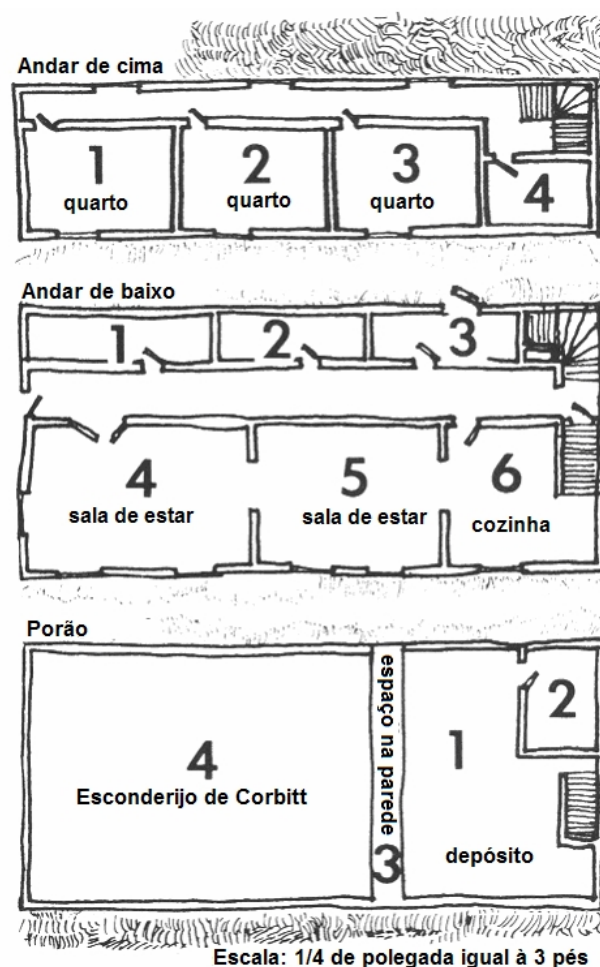 Andar de cima
1
quarto
2
quarto
3
quarto
4
Andar de baixo
1
2
3
4
sala de estar
5
sala de estar
6
cozinha
Porão
4
Esconderijo de Corbitt
espaço na parede
3
1
depósito
2
Escala: 1/4 de polegada igual à 3 pés